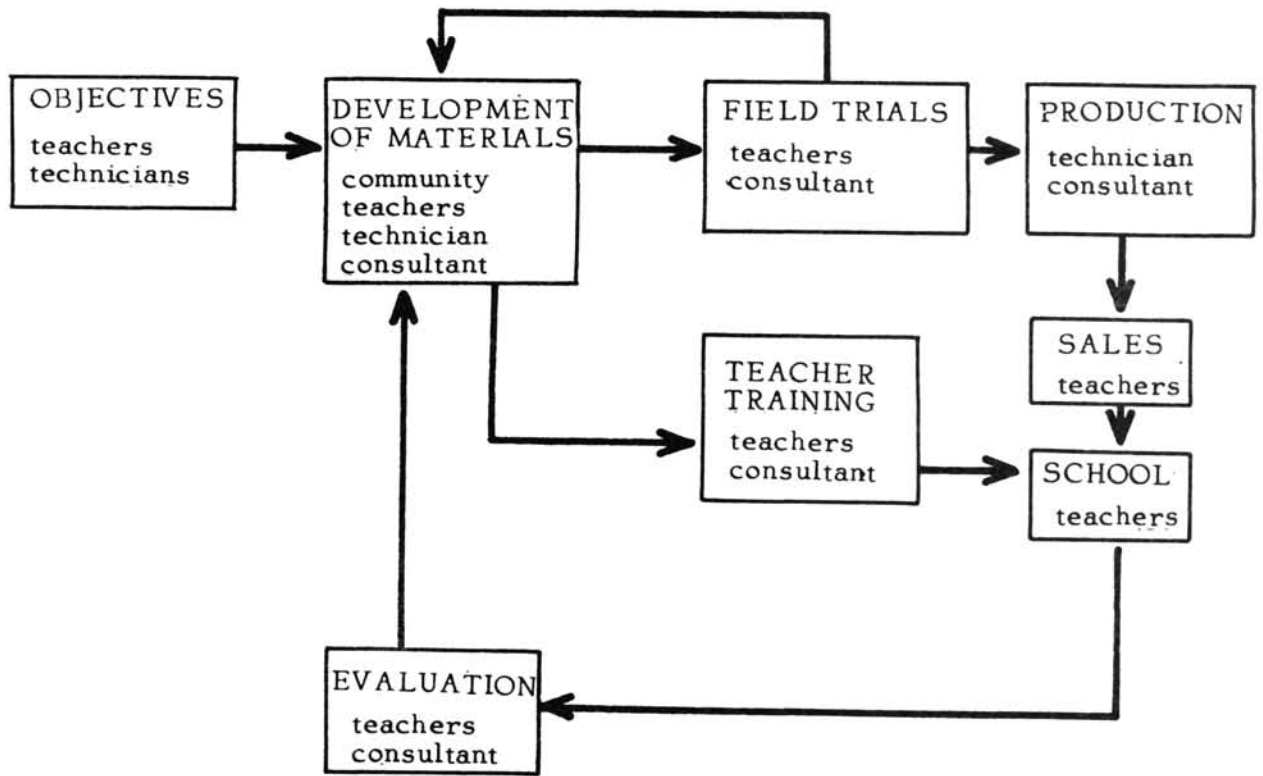 OBJECTIVES
teachers
technicians
DEVELOPMENT
OF MATERIALS
community
teachers
technician
consultant
FIELD TRIALS
teachers
consultant
PRODUCTION
technician
consultant
SALES
teachers
TEACHER
TRAINING
teachers
consultant
SCHOOL
teachers
EVALUATION
teachers
consultant